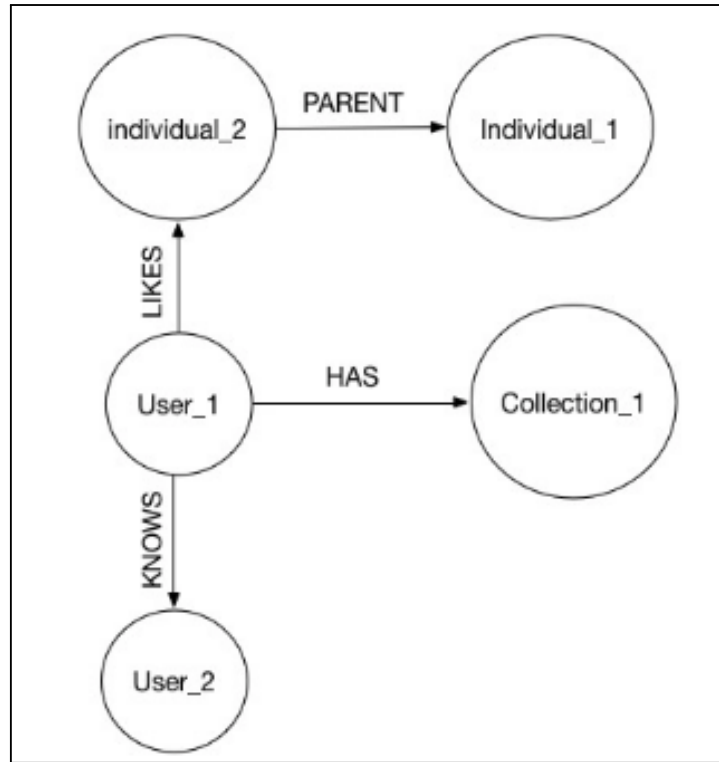 individual_2
PARENT
Individual_1
LIKES
User_1
HAS
Collection_1
KNOWS
User_2